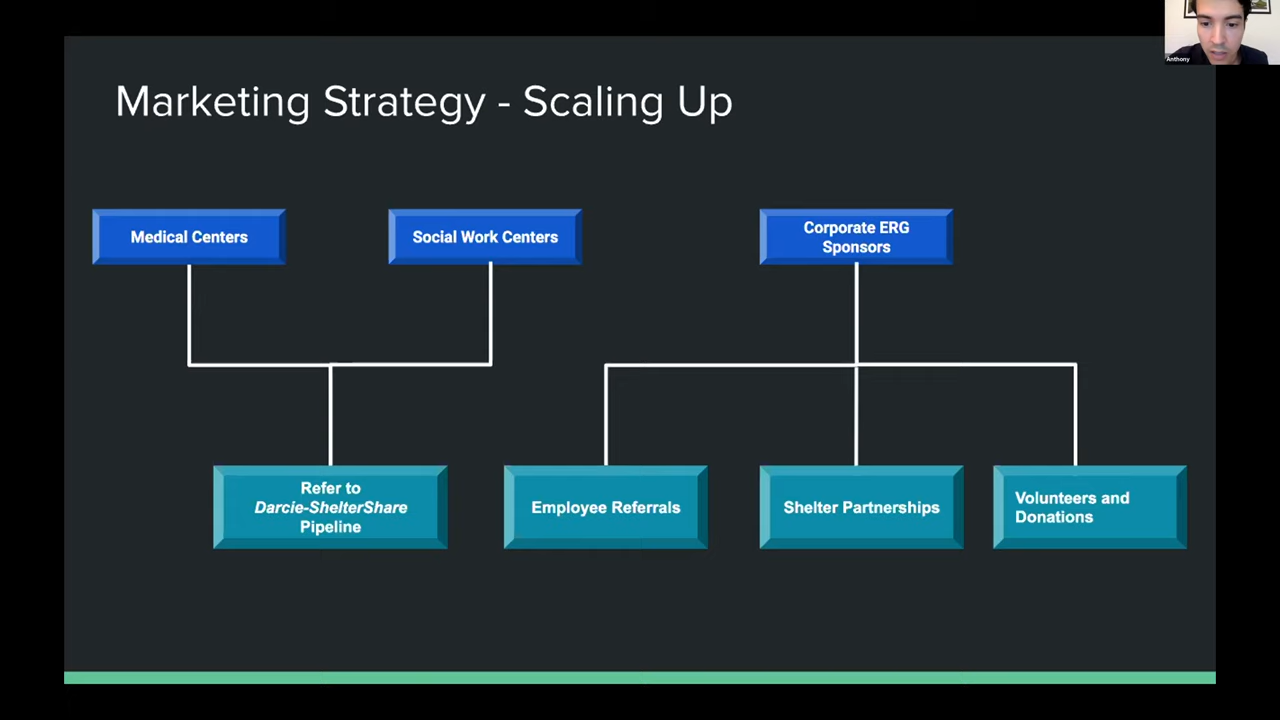 Anthony
Marketing Strategy - Scaling Up
Medical Centers
Social Work Centers
Corporate ERG
Sponsors
Refer to
Darcie-ShelterShare
Pipeline
Employee Referrals
Shelter Partnerships
Volunteers and
Donations